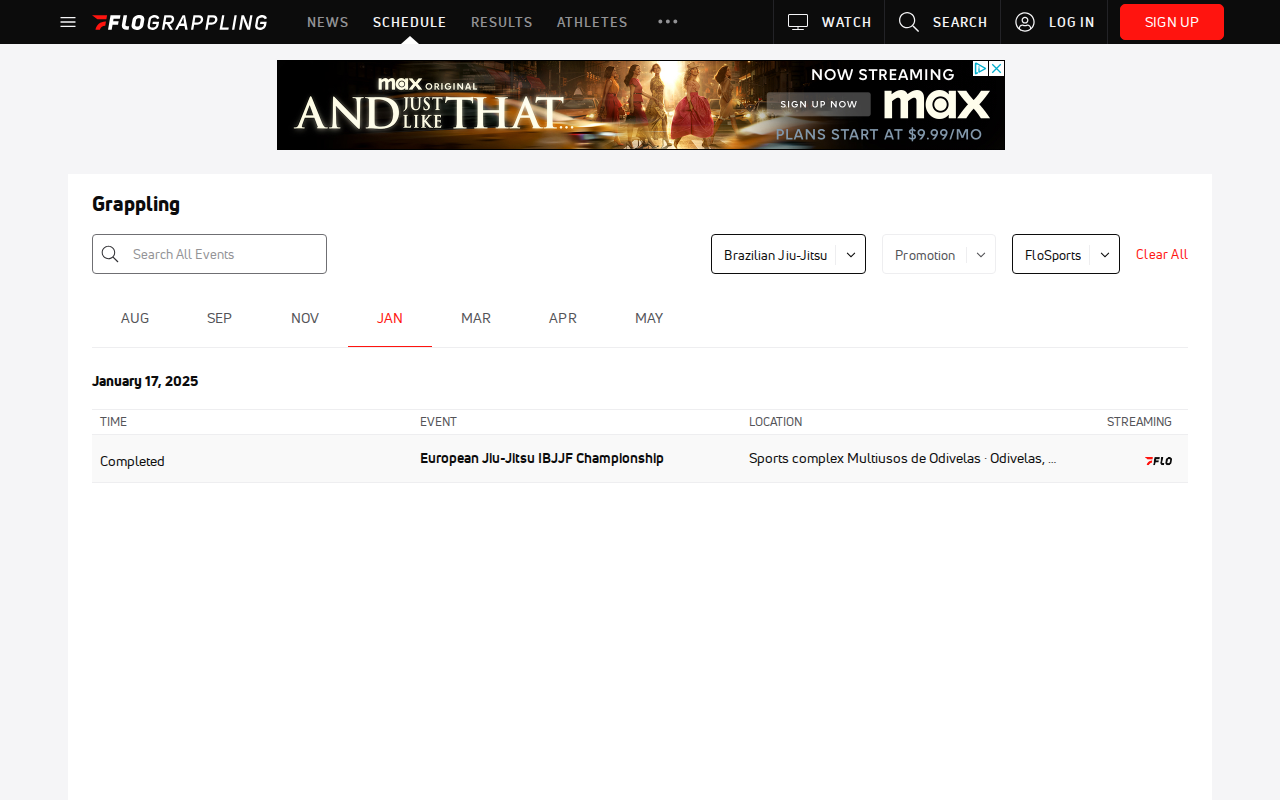 FLOGRAPPLING NEWS SCHEDULE RESULTS ATHLETES WATCH SEARCH LOG IN SIGN UP
max ORIGINAL
AND JUST LIKE THAT...
NOW STREAMING
SIGN UP NOW
max
PLANS START AT $9.99/MO
Grappling
Search All Events
Brazilian Jiu-Jitsu
Promotion
FloSports
Clear All
AUG SEP NOV JAN MAR APR MAY
January 17, 2025
TIME EVENT LOCATION STREAMING
Completed European Jiu-Jitsu IBJJF Championship Sports complex Multiusos de Odivelas · Odivelas, ... FLO